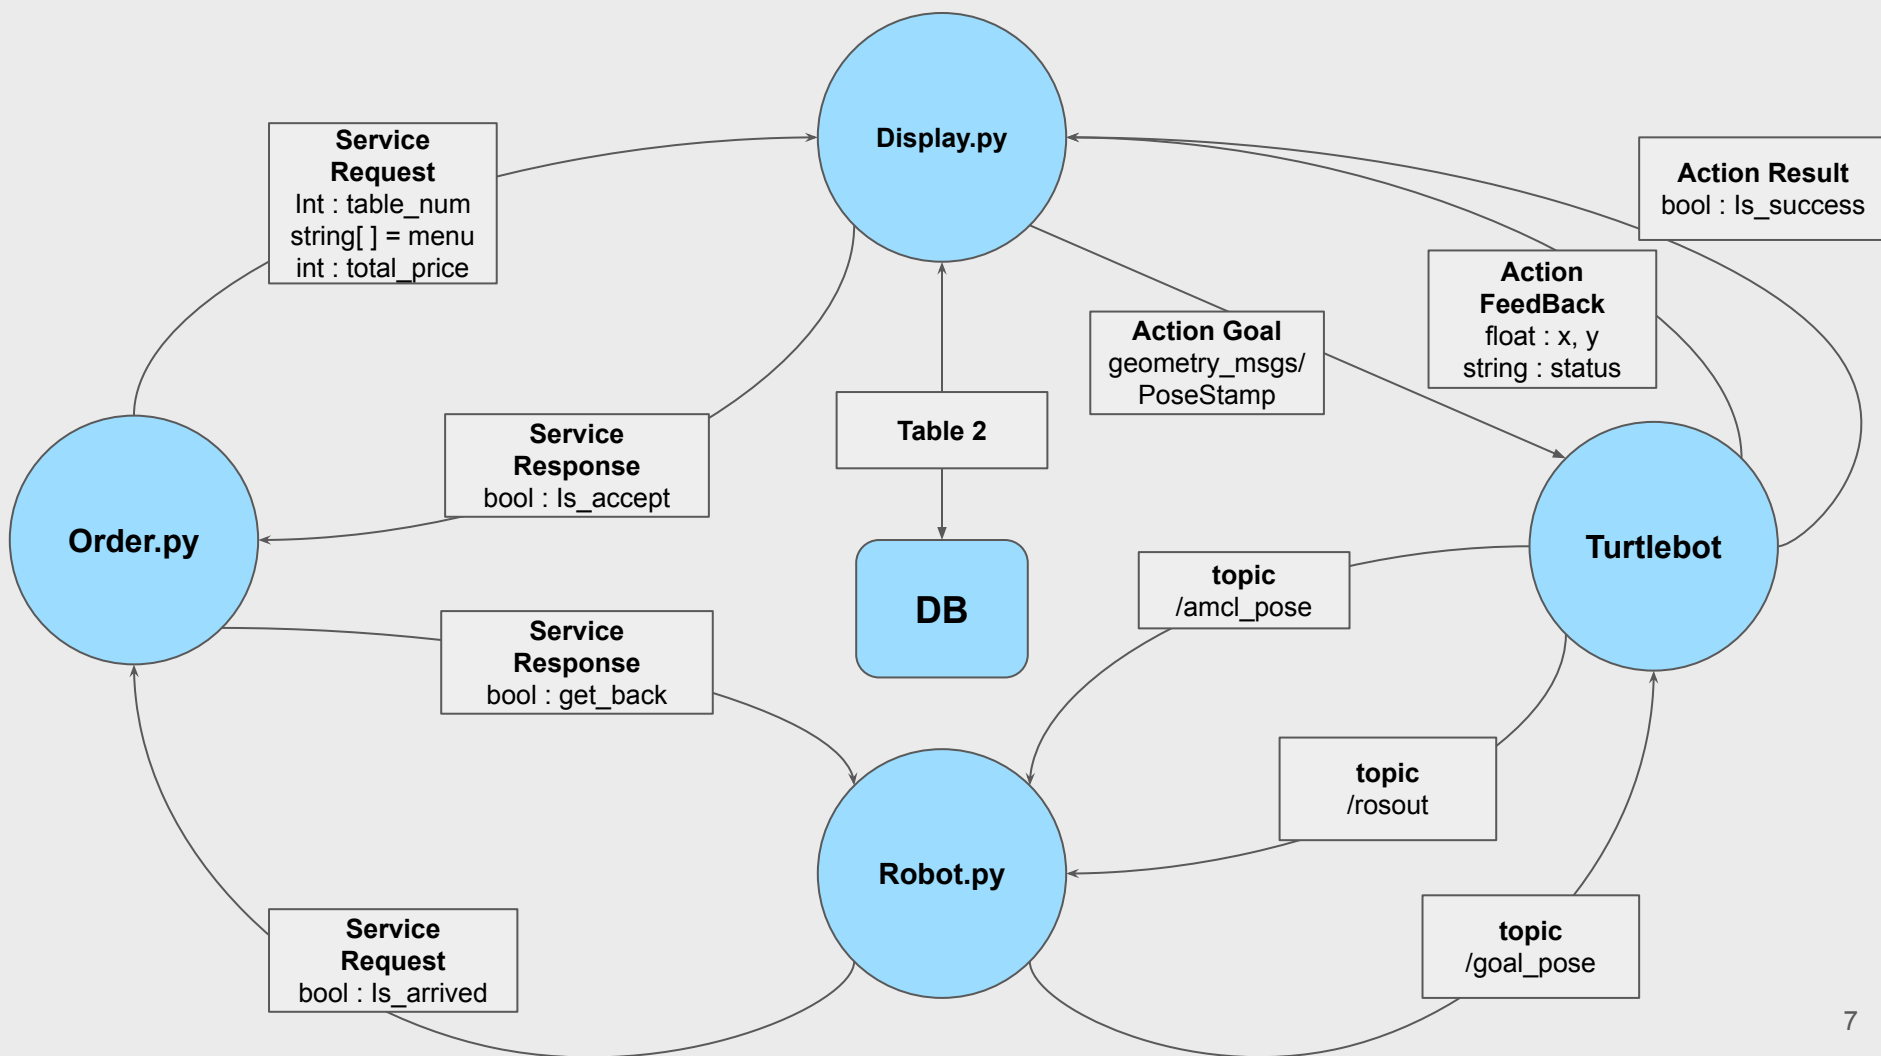 Display.py
Service
Request
Int : table_num
string[ ] = menu
int : total_price
Action Result
bool : Is_success
Action
FeedBack
float : x, y
string : status
Action Goal
geometry_msgs/
PoseStamp
Table 2
Service
Response
bool : Is_accept
Order.py
Turtlebot
DB
topic
/amcl_pose
Service
Response
bool : get_back
topic
/rosout
Robot.py
Service
Request
bool : Is_arrived
topic
/goal_pose
7